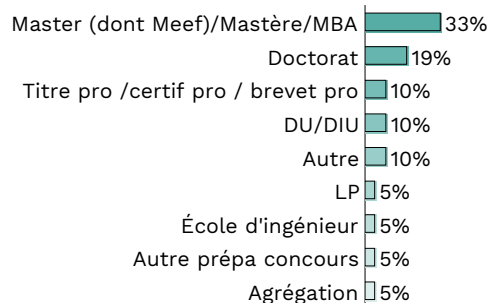 Master (dont Meef)/Mastère/MBA 33%
Doctorat 19%
Titre pro /certif pro / brevet pro 10%
DU/DIU 10%
Autre 10%
LP 5%
École d'ingénieur 5%
Autre prépa concours 5%
Agrégation 5%